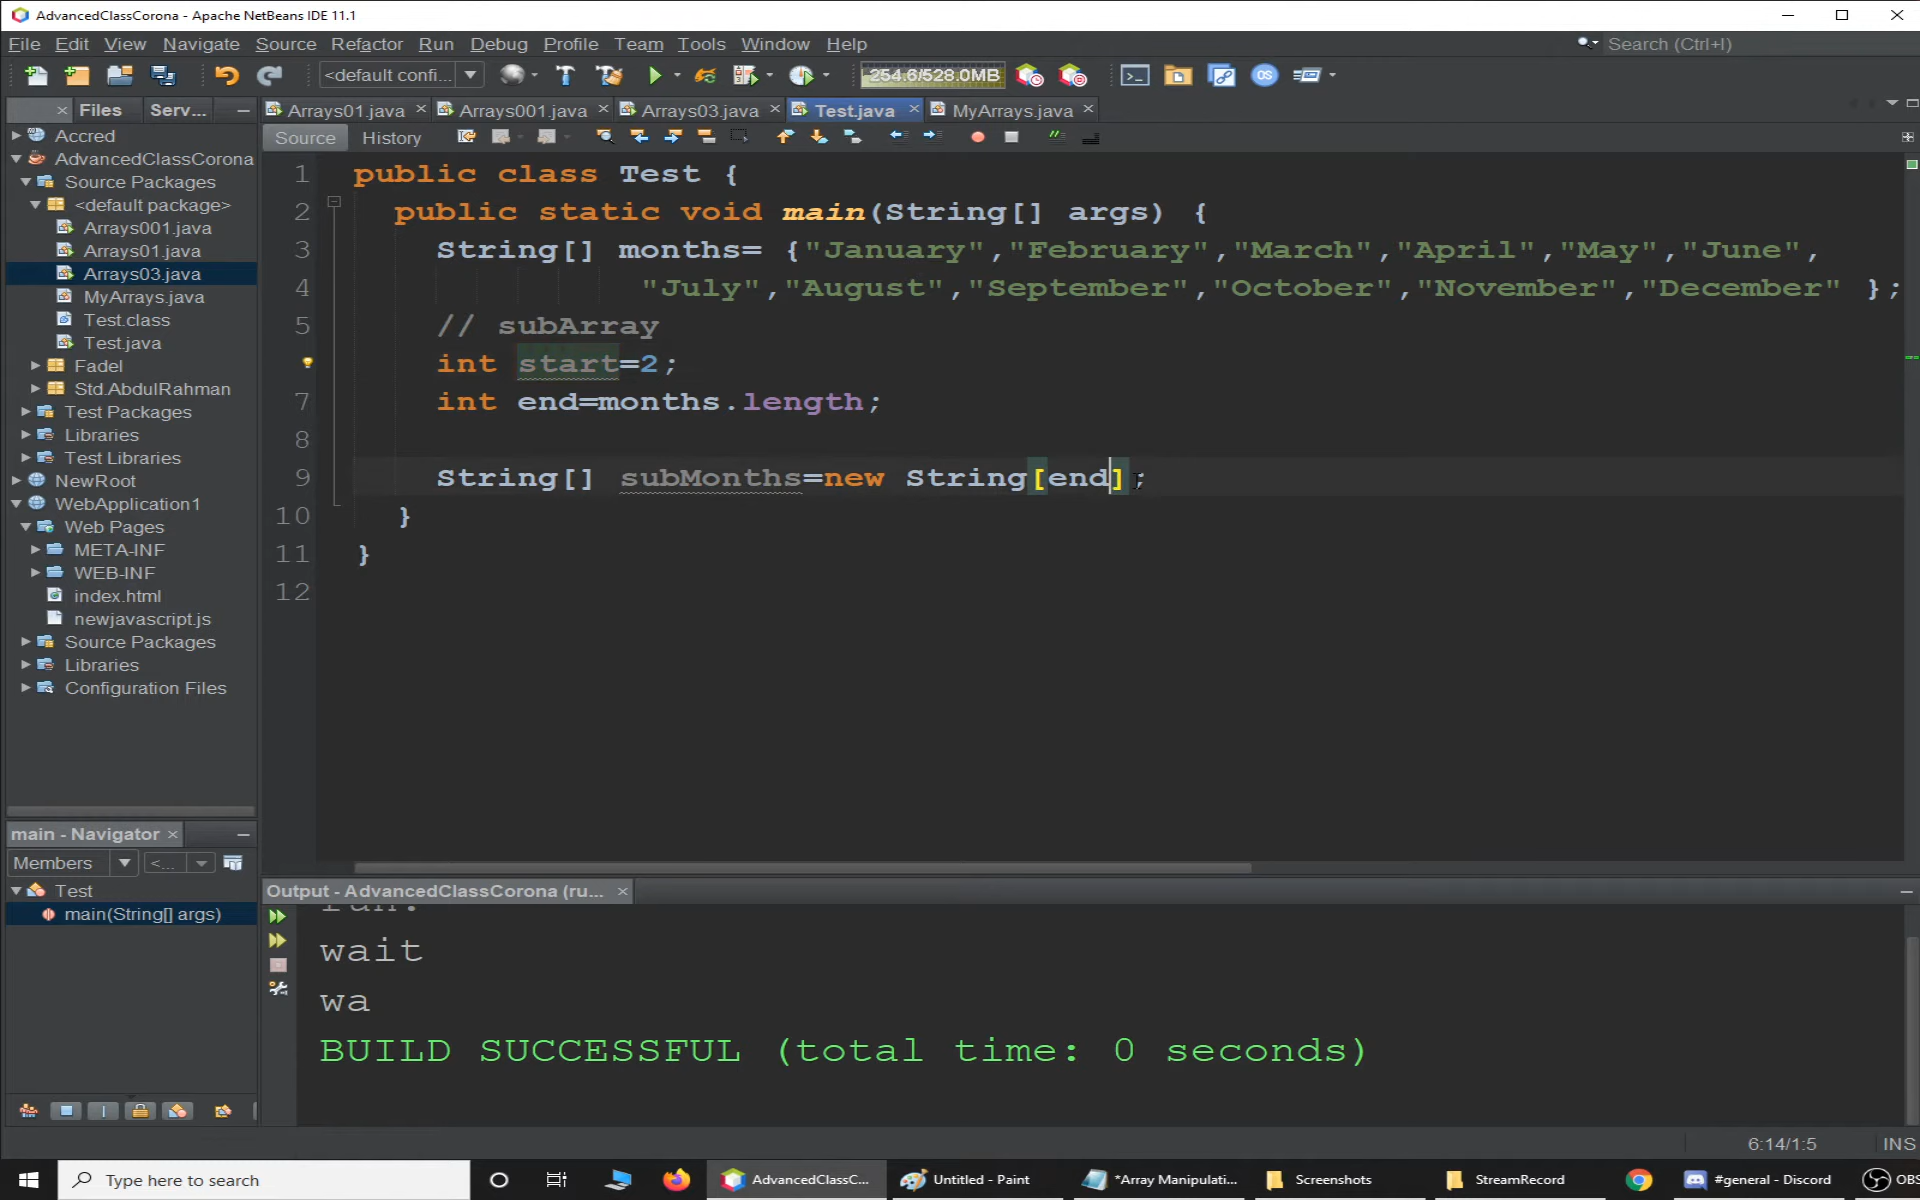 AdvancedClassCorona - Apache NetBeans IDE 11.1
File Edit View Navigate Source Refactor Run Debug Profile Team Tools Window Help
Search (Ctrl+I)
<default confi...
254.6/528.0MB
Files Serv...
Arrays01.java Arrays001.java Arrays03.java Test.java MyArrays.java
Source History
Accred
AdvancedClassCorona
Source Packages
<default package>
Arrays001.java
Arrays01.java
Arrays03.java
MyArrays.java
Test.class
Test.java
Fadel
Std.AbdulRahman
Test Packages
Libraries
Test Libraries
NewRoot
WebApplication1
Web Pages
META-INF
WEB-INF
index.html
newjavascript.js
Source Packages
Libraries
Configuration Files
1 public class Test {
2 public static void main(String[] args) {
3 String[] months= {"January","February","March","April","May","June",
4 "July","August","September","October","November","December" };
5 // subArray
int start=2;
7 int end=months.length;
8
9 String[] subMonths=new String[end];
10 }
11 }
12
main - Navigator
Members <...
Test
main(String[] args)
Output - AdvancedClassCorona (ru...
run:
wait
wa
BUILD SUCCESSFUL (total time: 0 seconds)
6:14/1:5 INS
Type here to search
AdvancedClassC... Untitled - Paint *Array Manipulati... Screenshots StreamRecord #general - Discord OBS